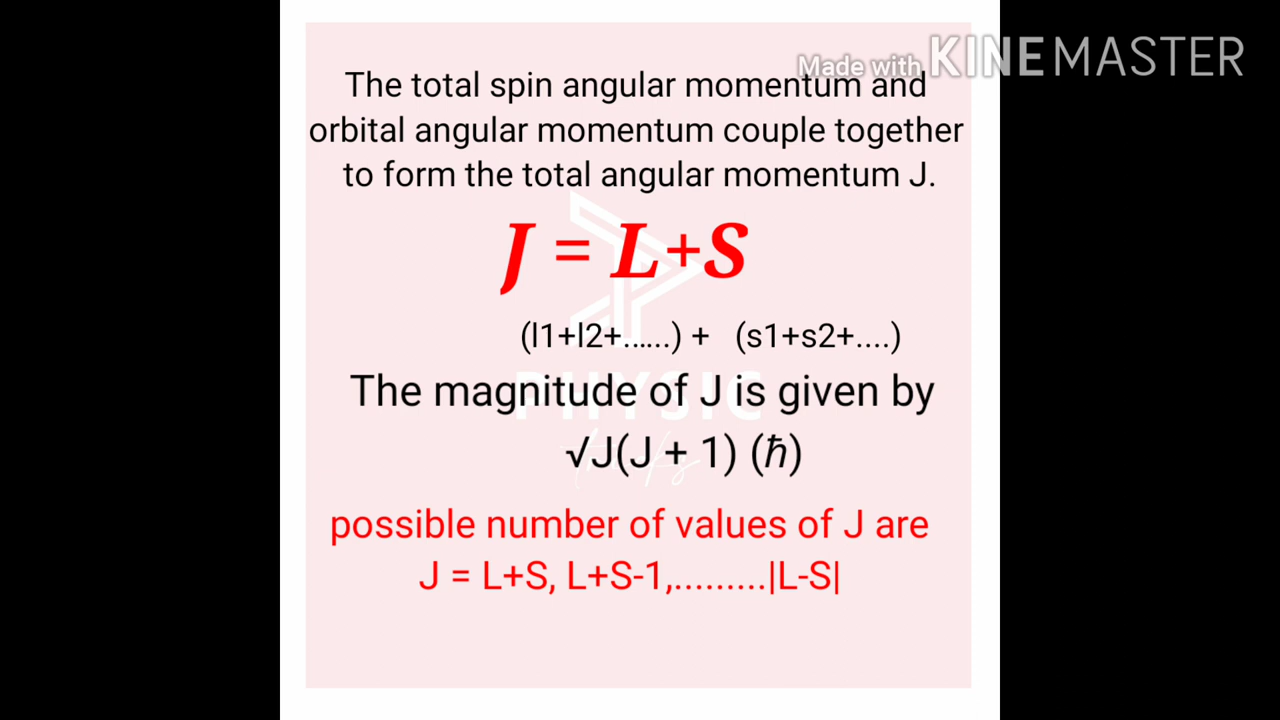 Made with KINEMASTER
The total spin angular momentum and
orbital angular momentum couple together
to form the total angular momentum J.
J = L+S
(l1+l2+......) + (s1+s2+....)
PHYSIC
The magnitude of J is given by
√J(J + 1) (ħ)
possible number of values of J are
J = L+S, L+S-1,.........|L-S|